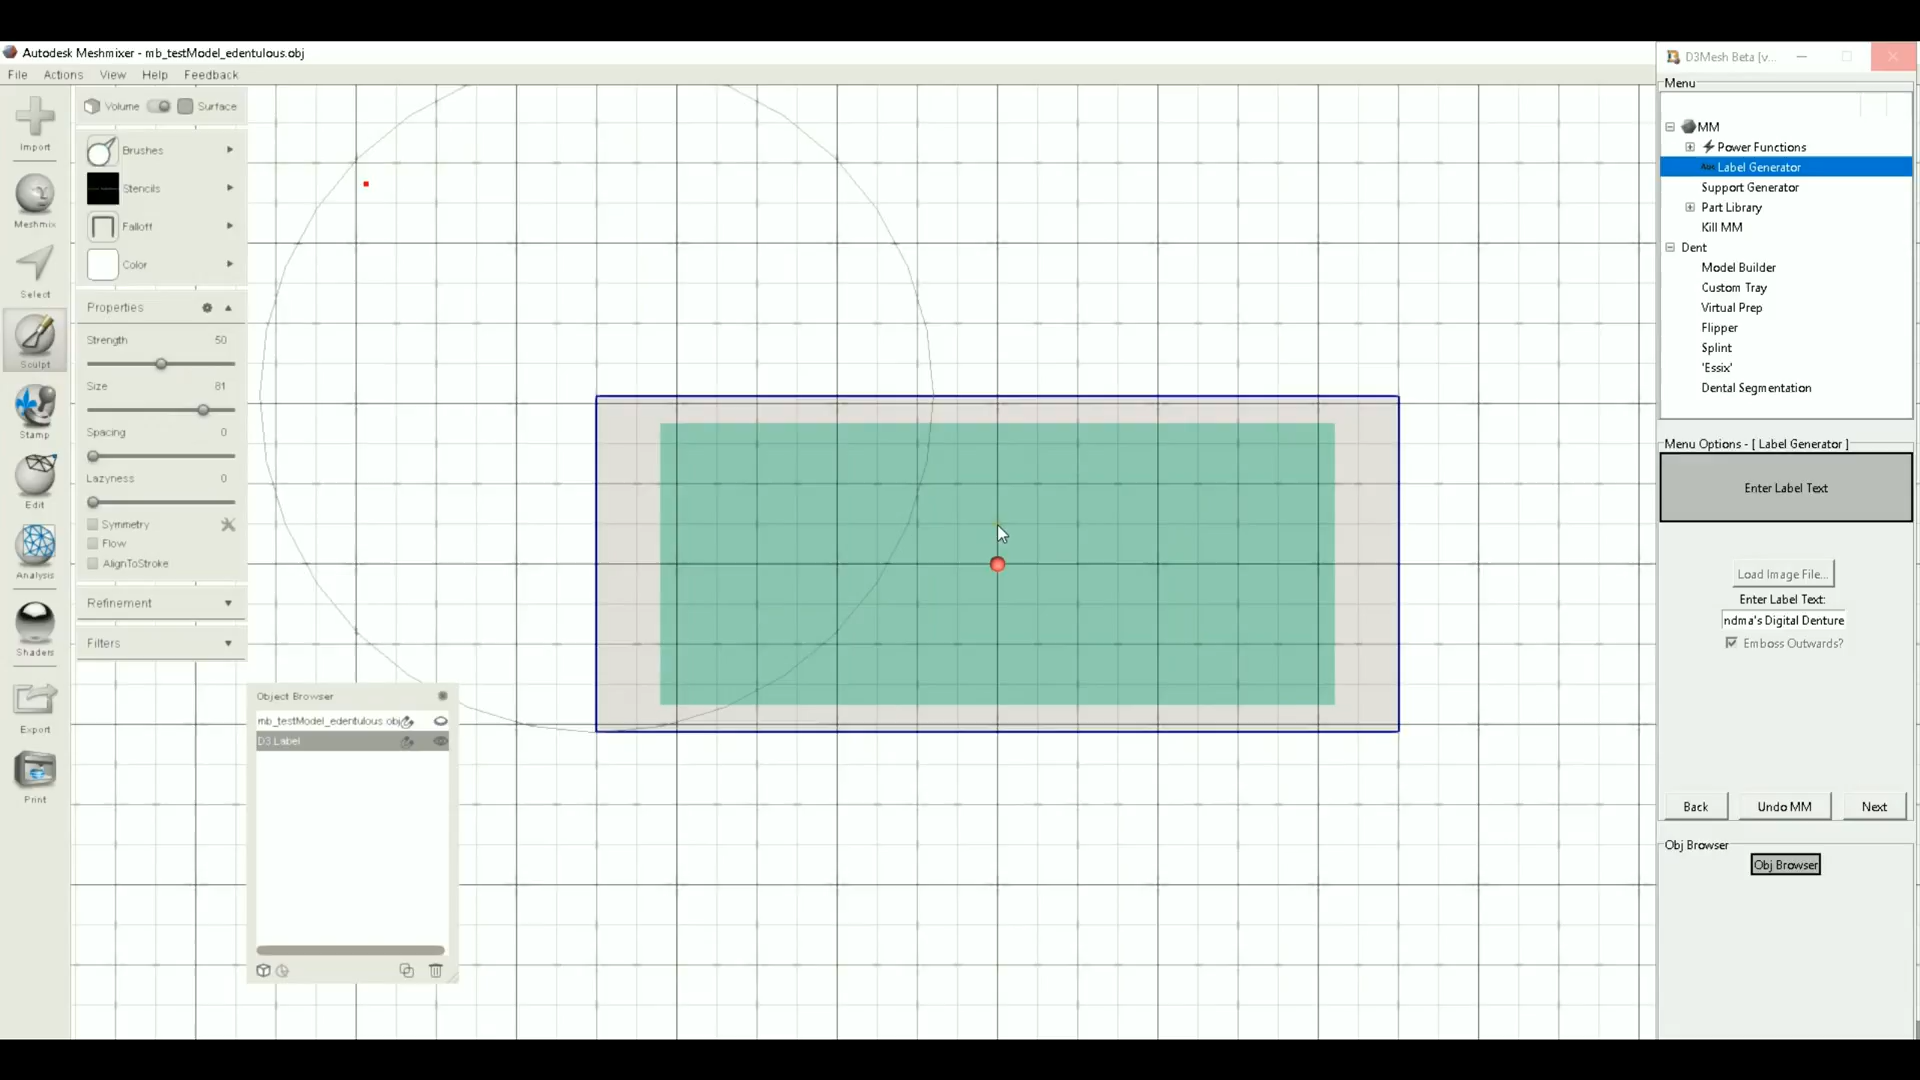 Autodesk Meshmixer - mb_testModel_edentulous.obj
File Actions View Help Feedback
Import
Meshmix
Select
Sculpt
Stamp
Edit
Analysis
Shaders
Export
Print
Volume Surface
Brushes
Stencils
Falloff
Color
Properties
Strength 50
Size 81
Spacing 0
Lazyness 0
Symmetry
Flow
AlignToStroke
Refinement
Filters
Object Browser
mb_testModel_edentulous.obj
D3 Label
D3Mesh Beta [v...
Menu
MM
Power Functions
Label Generator
Support Generator
Part Library
Kill MM
Dent
Model Builder
Custom Tray
Virtual Prep
Flipper
Splint
'Essix'
Dental Segmentation
Menu Options - [ Label Generator ]
Enter Label Text
Load Image File...
Enter Label Text:
ndma's Digital Denture
Emboss Outwards?
Back Undo MM Next
Obj Browser
Obj Browser